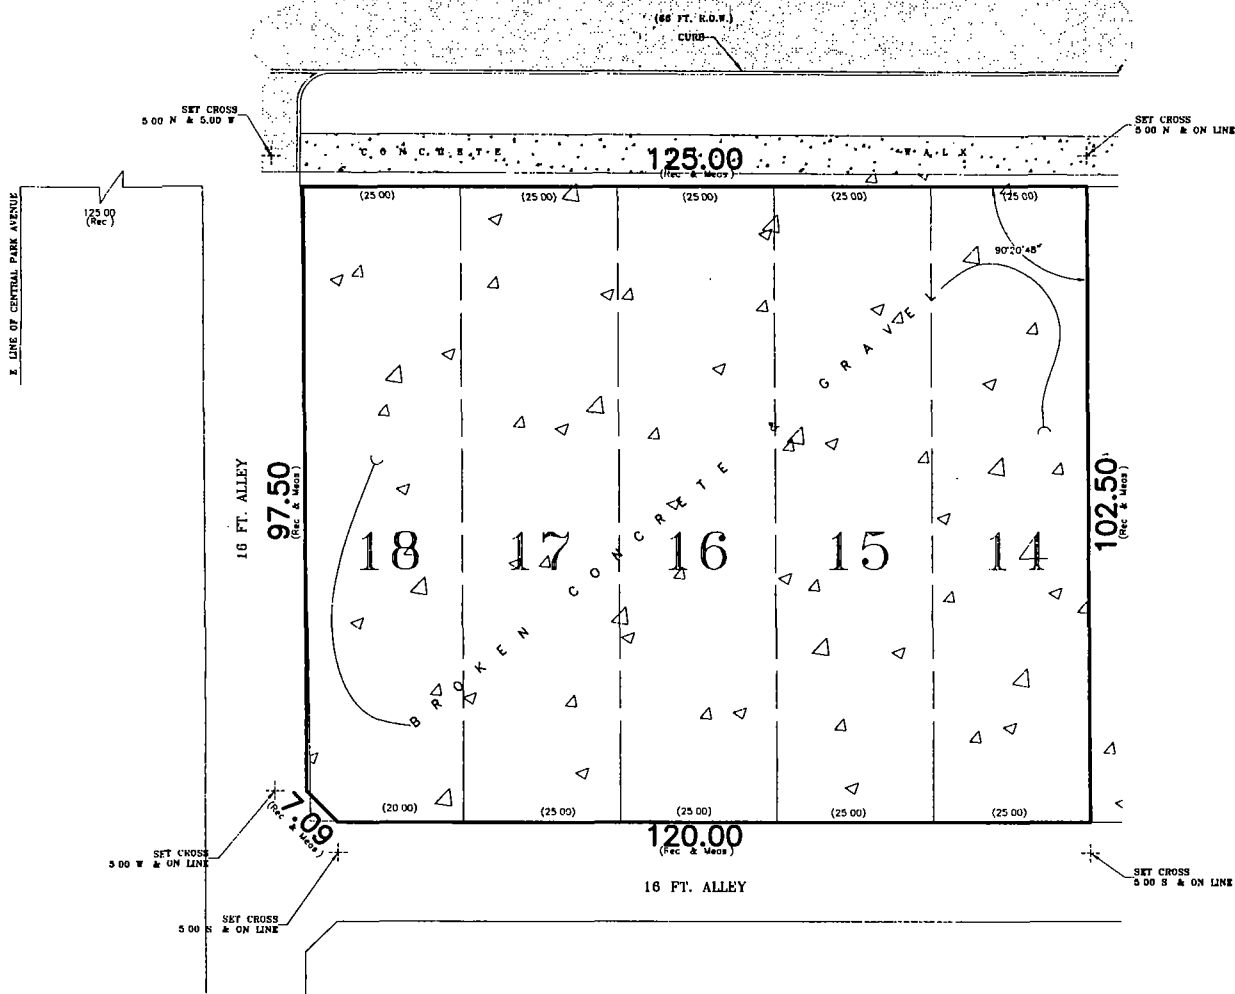 (66 FT. R.O.W.)
CURB
SET CROSS
5.00 N & 5.00 W
SET CROSS
5.00 N & ON LINE
CONCRETE WALK
125.00
(Rec & Meas)
125.00
(Rec)
E LINE OF CENTRAL PARK AVENUE
(25.00)
(25.00)
(25.00)
(25.00)
(25.00)
90°20'48"
GRAVEL
16 FT. ALLEY
97.50
(Rec & Meas)
102.50
(Rec & Meas)
18
17
16
15
14
BROKEN CONCRETE
(20.00)
(25.00)
(25.00)
(25.00)
(25.00)
7.09
(Rec & Meas)
120.00
(Rec & Meas)
SET CROSS
5.00 W & ON LINE
16 FT. ALLEY
SET CROSS
5.00 S & ON LINE
SET CROSS
5.00 S & ON LINE